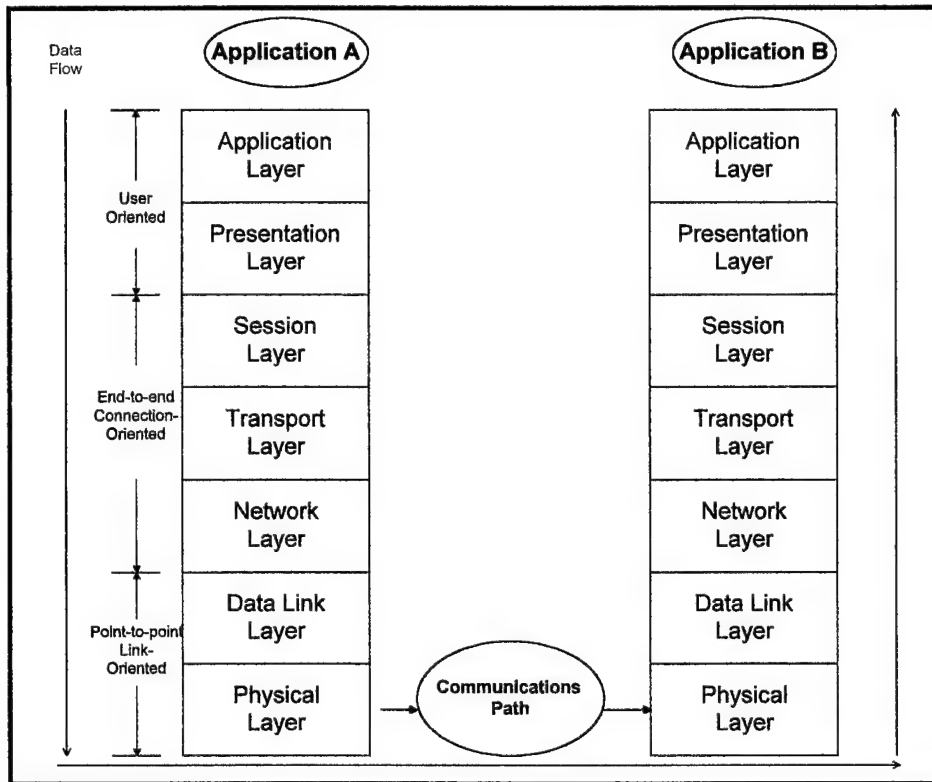 Data
Flow
Application A
Application B
Application
Layer
Presentation
Layer
Session
Layer
Transport
Layer
Network
Layer
Data Link
Layer
Physical
Layer
User
Oriented
End-to-end
Connection-
Oriented
Point-to-point
Link-
Oriented
Communications
Path
Application
Layer
Presentation
Layer
Session
Layer
Transport
Layer
Network
Layer
Data Link
Layer
Physical
Layer